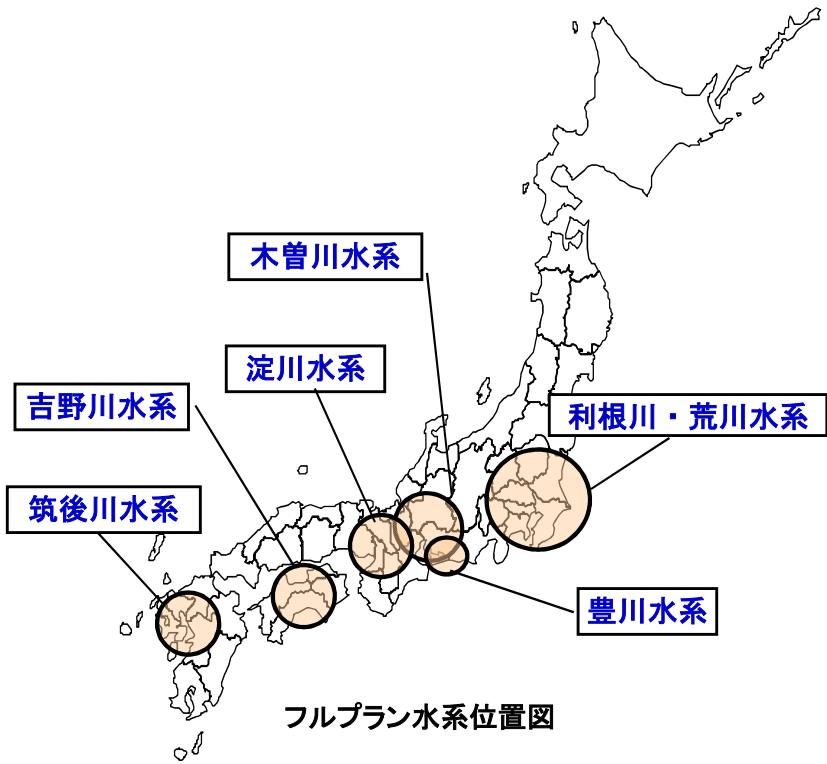 木曽川水系
淀川水系
吉野川水系
利根川・荒川水系
筑後川水系
豊川水系
フルプラン水系位置図